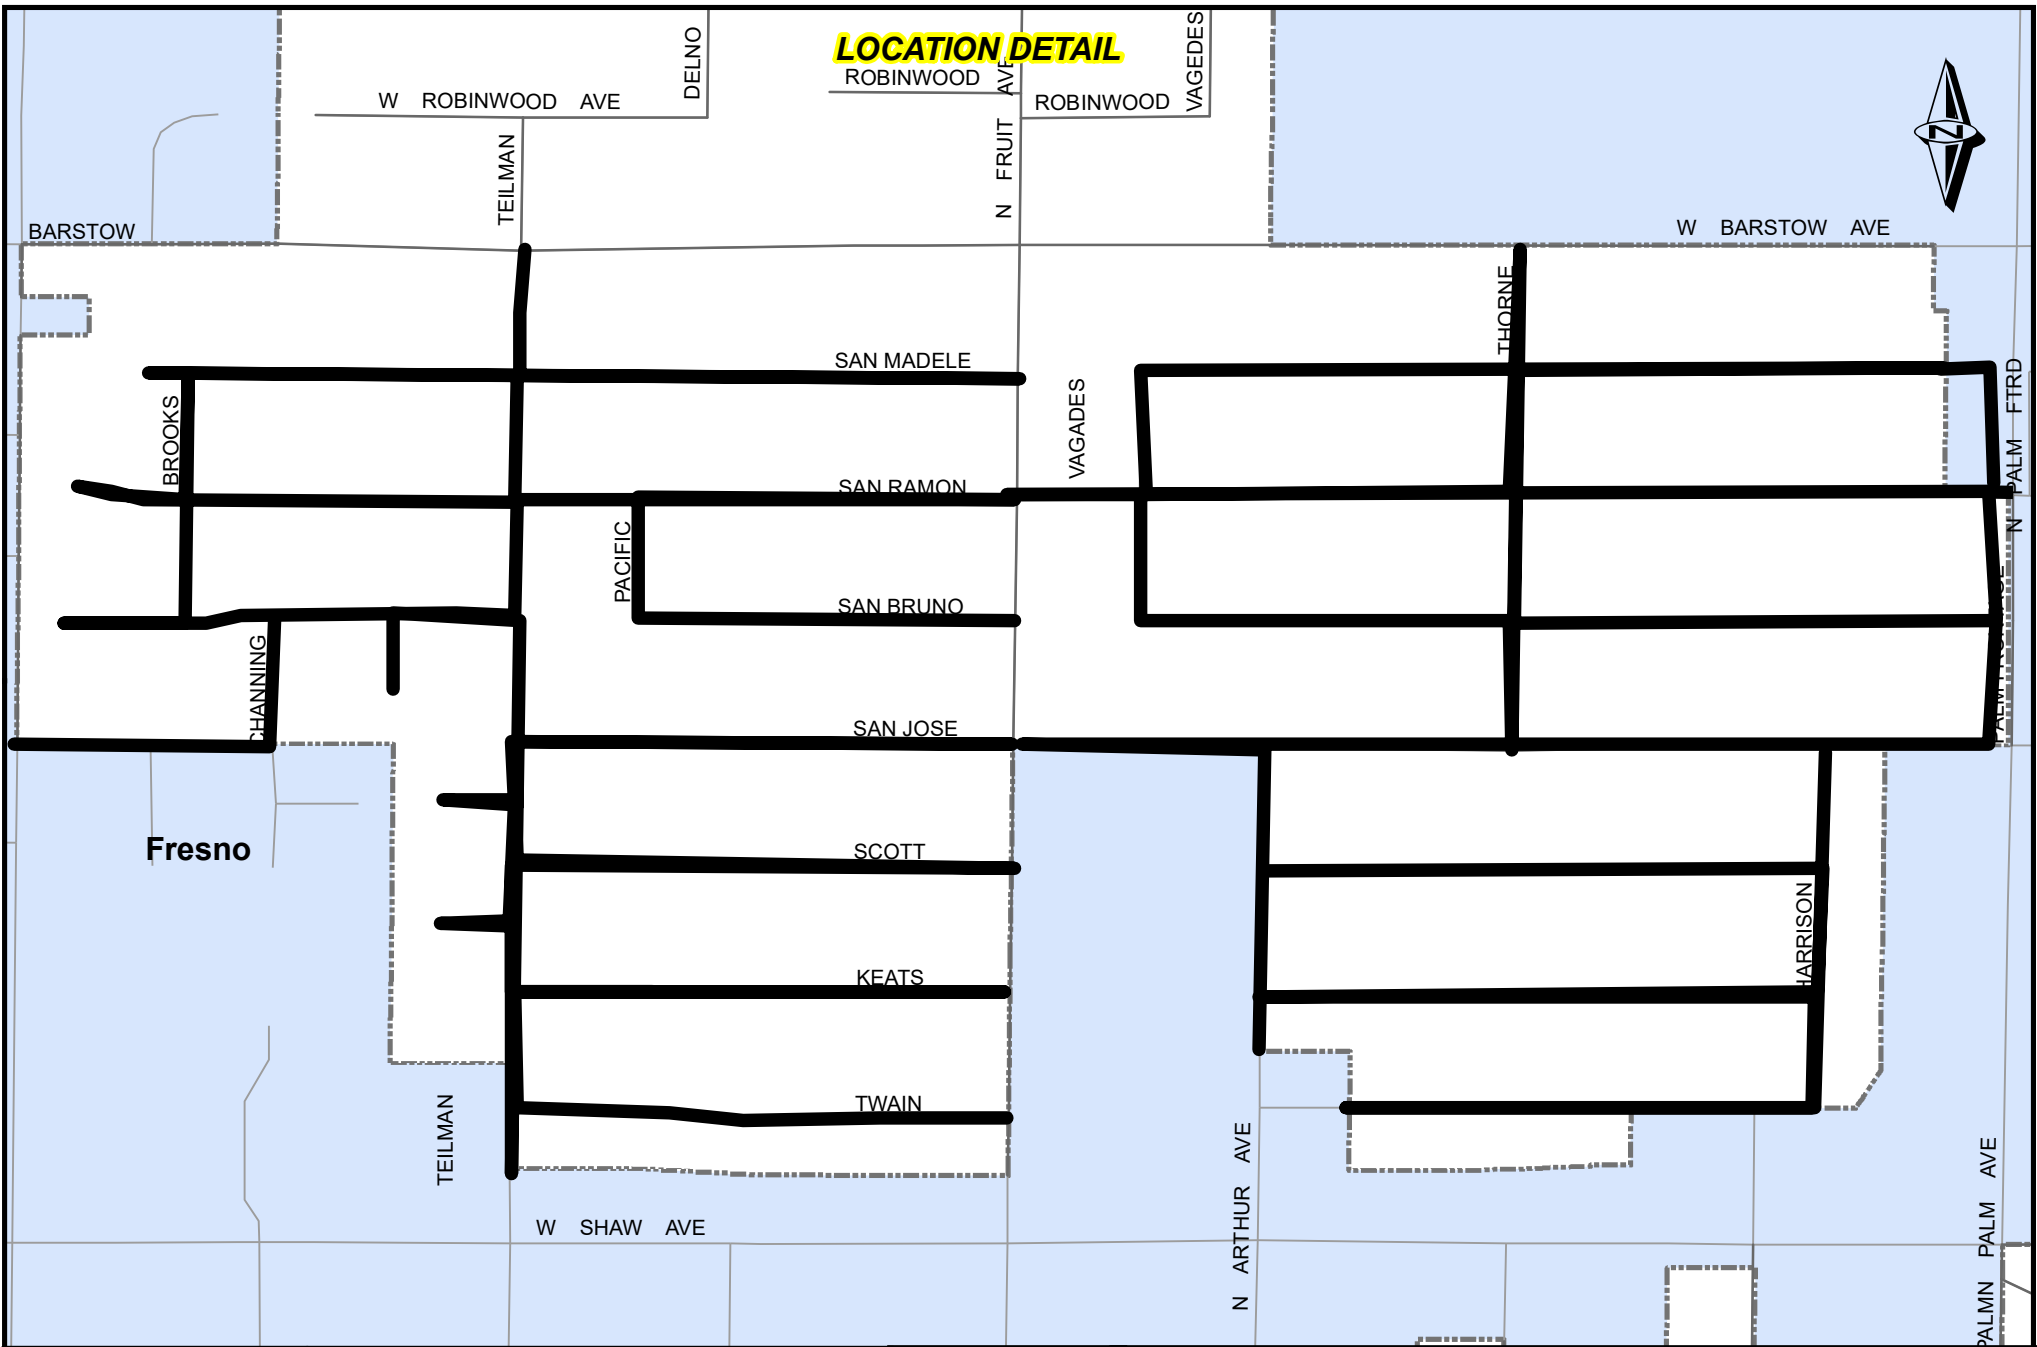 LOCATION DETAIL
DELNO
ROBINWOOD
VAGEDES
W ROBINWOOD AVE
ROBINWOOD
TEILMAN
N FRUIT AVE
BARSTOW
W BARSTOW AVE
THORNE
SAN MADELE
BROOKS
VAGADES
N PALM FTRD
SAN RAMON
PACIFIC
SAN BRUNO
CHANNING
SAN JOSE
Fresno
SCOTT
HARRISON
KEATS
TWAIN
TEILMAN
N ARTHUR AVE
PALM AVE
W SHAW AVE
PALMN
Z